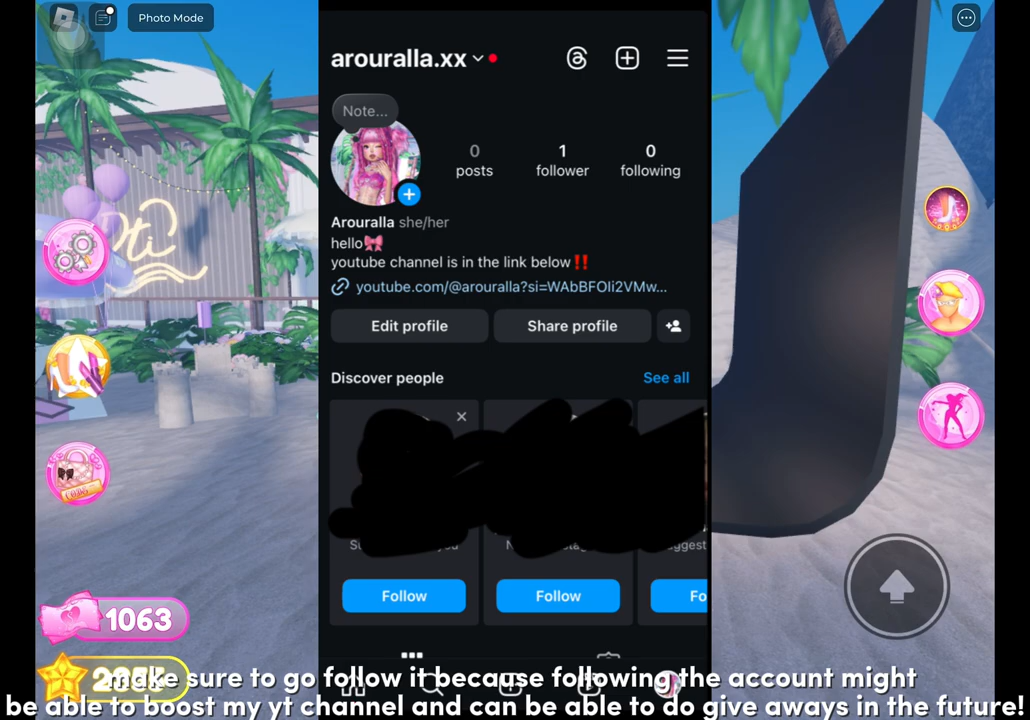 Photo Mode
arouralla.xx
Note...
0 posts
1 follower
0 following
Arouralla she/her
hello🎀
youtube channel is in the link below‼️
youtube.com/@arouralla?si=WAbBFOli2VMw...
Edit profile
Share profile
Discover people
See all
Follow
Follow
Fo
1063
make sure to go follow it because following the account might
be able to boost my yt channel and can be able to do give aways in the future!